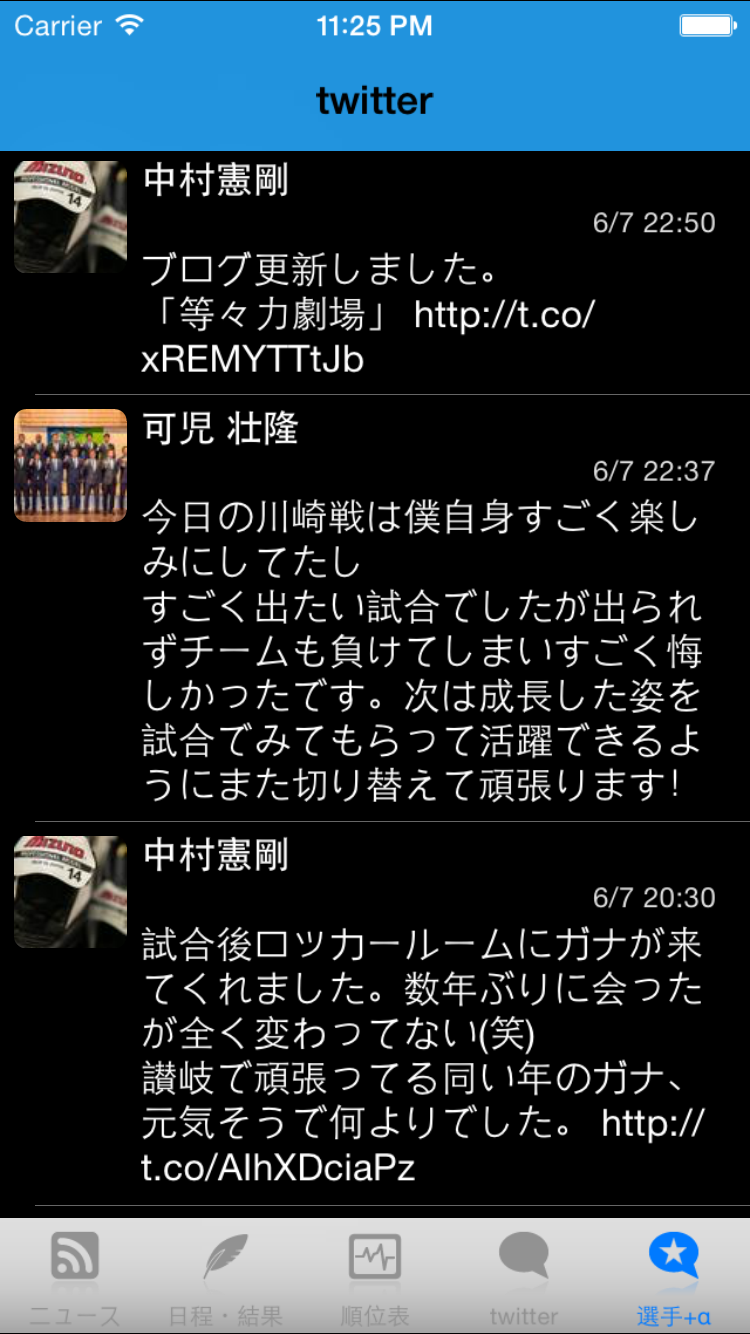 Carrier 11:25 PM
twitter
MIZUNO
14
中村憲剛
6/7 22:50
ブログ更新しました。
「等々力劇場」 http://t.co/
xREMYTTtJb
可児 壮隆
6/7 22:37
今日の川崎戦は僕自身すごく楽し
みにしてたし
すごく出たい試合でしたが出られ
ずチームも負けてしまいすごく悔
しかったです。次は成長した姿を
試合でみてもらって活躍できるよ
うにまた切り替えて頑張ります!
MIZUNO
14
中村憲剛
6/7 20:30
試合後ロッカールームにガナが来
てくれました。数年ぶりに会った
が全く変わってない(笑)
讃岐で頑張ってる同い年のガナ、
元気そうで何よりでした。 http://
t.co/AIhXDciaPz
ニュース 日程・結果 順位表 twitter 選手+α